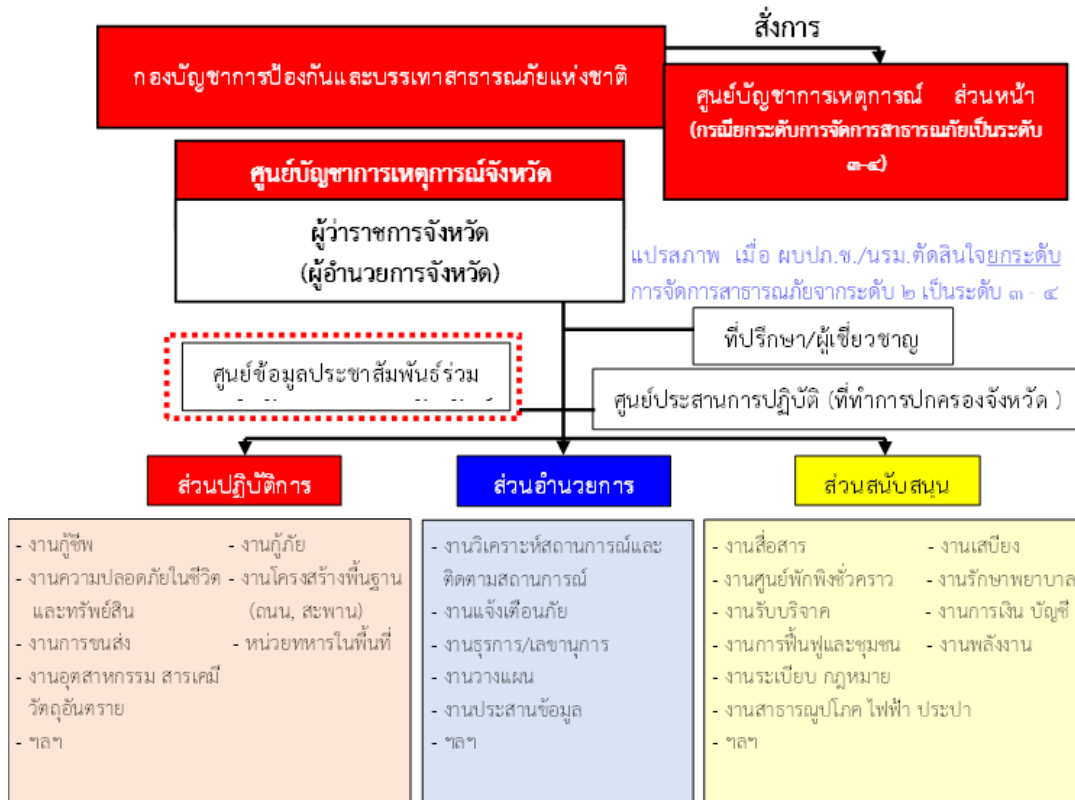 สั่งการ
กองบัญชาการป้องกันและบรรเทาสาธารณภัยแห่งชาติ
ศูนย์บัญชาการเหตุการณ์ ส่วนหน้า
(กรณียกระดับการจัดการสาธารณภัยเป็นระดับ
๓-๔)
ศูนย์บัญชาการเหตุการณ์จังหวัด
ผู้ว่าราชการจังหวัด
(ผู้อำนวยการจังหวัด)
แปรสภาพ เมื่อ ผบปภ.ช./นรม.ตัดสินใจยกระดับ
การจัดการสาธารณภัยจากระดับ ๒ เป็นระดับ ๓ - ๔
ที่ปรึกษา/ผู้เชี่ยวชาญ
ศูนย์ข้อมูลประชาสัมพันธ์ร่วม
ศูนย์ประสานการปฏิบัติ (ที่ทำการปกครองจังหวัด )
ส่วนปฏิบัติการ
- งานกู้ชีพ
- งานความปลอดภัยในชีวิต
และทรัพย์สิน
- งานการขนส่ง
- งานอุตสาหกรรม สารเคมี
วัตถุอันตราย
- ฯลฯ
- งานกู้ภัย
- งานโครงสร้างพื้นฐาน
(ถนน, สะพาน)
- หน่วยทหารในพื้นที่
ส่วนอำนวยการ
- งานวิเคราะห์สถานการณ์และ
ติดตามสถานการณ์
- งานแจ้งเตือนภัย
- งานธุรการ/เลขานุการ
- งานวางแผน
- งานประสานข้อมูล
- ฯลฯ
ส่วนสนับสนุน
- งานสื่อสาร
- งานศูนย์พักพิงชั่วคราว
- งานรับบริจาค
- งานการฟื้นฟูและชุมชน
- งานระเบียบ กฎหมาย
- งานสาธารณูปโภค ไฟฟ้า ประปา
- ฯลฯ
- งานเสบียง
- งานรักษาพยาบาล
- งานการเงิน บัญชี
- งานพลังงาน